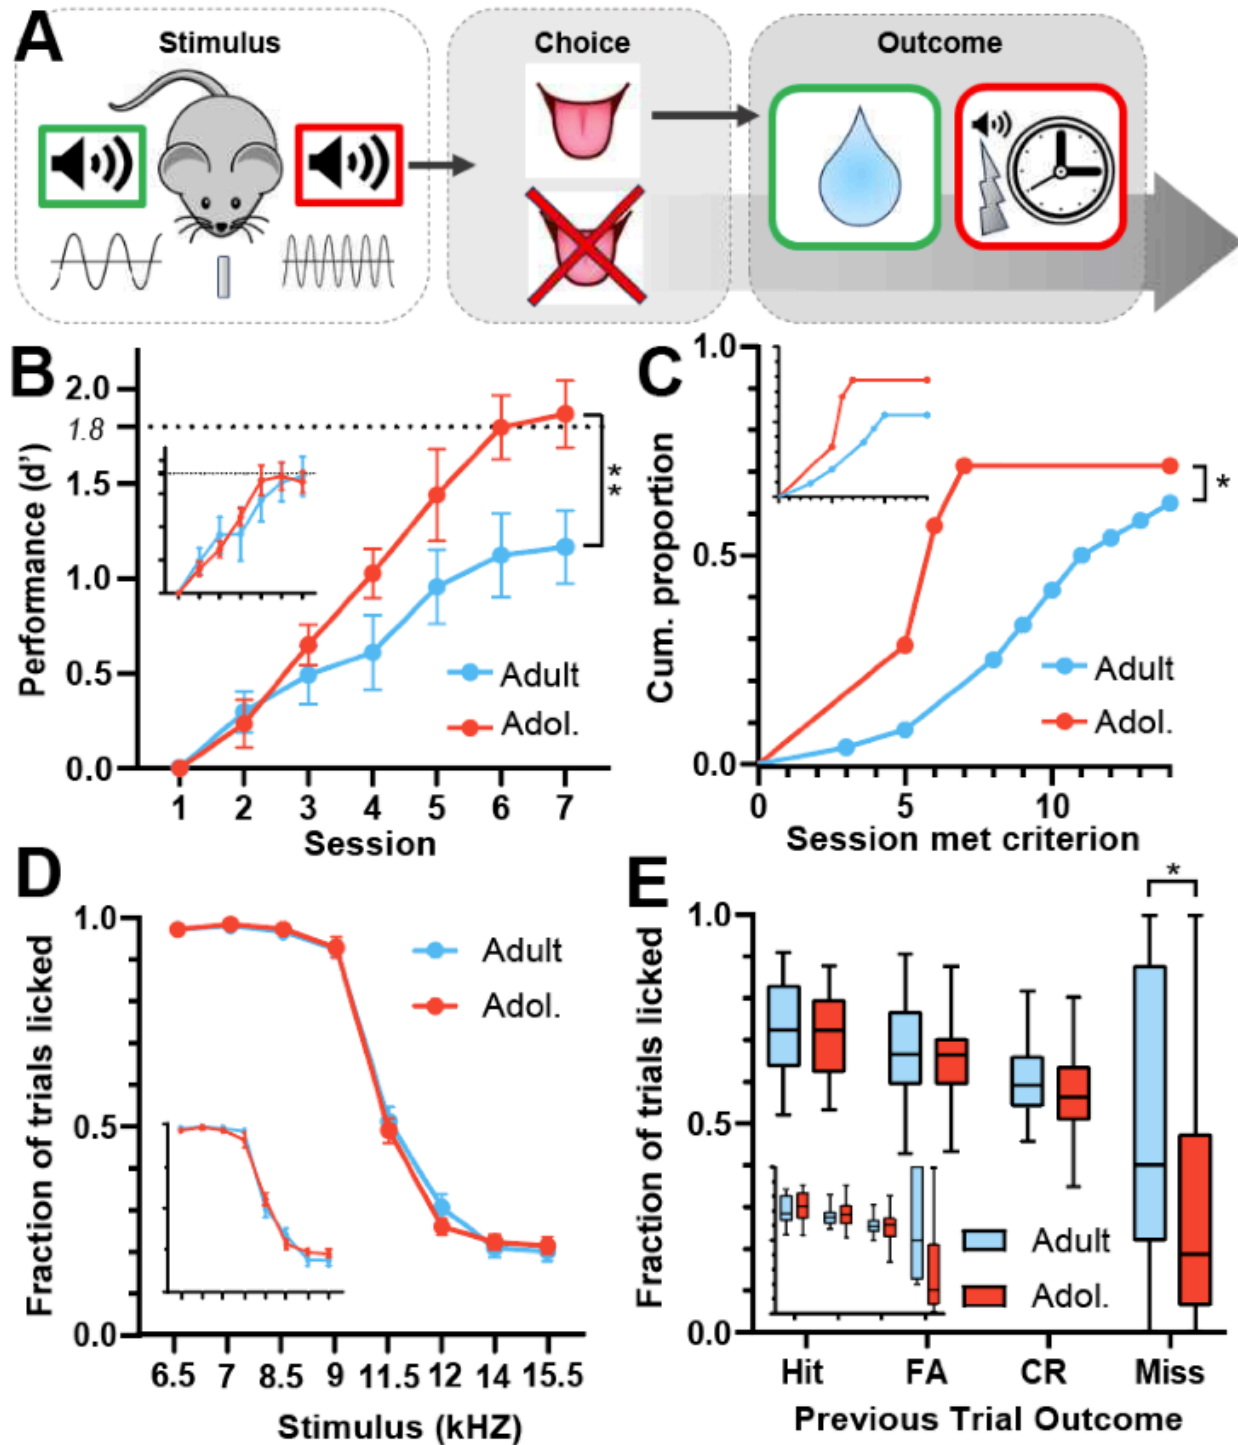 A
Stimulus
Choice
Outcome
B
Performance (d')
2.0
1.8
1.5
1.0
0.5
0.0
**
Adult
Adol.
1 2 3 4 5 6 7
Session
C
Cum. proportion
1.0
0.5
0.0
*
Adult
Adol.
0 5 10
Session met criterion
D
Fraction of trials licked
1.0
0.5
0.0
Adult
Adol.
6.5 7 8.5 9 11.5 12 14 15.5
Stimulus (kHZ)
E
Fraction of trials licked
1.0
0.5
0.0
*
Adult
Adol.
Hit FA CR Miss
Previous Trial Outcome